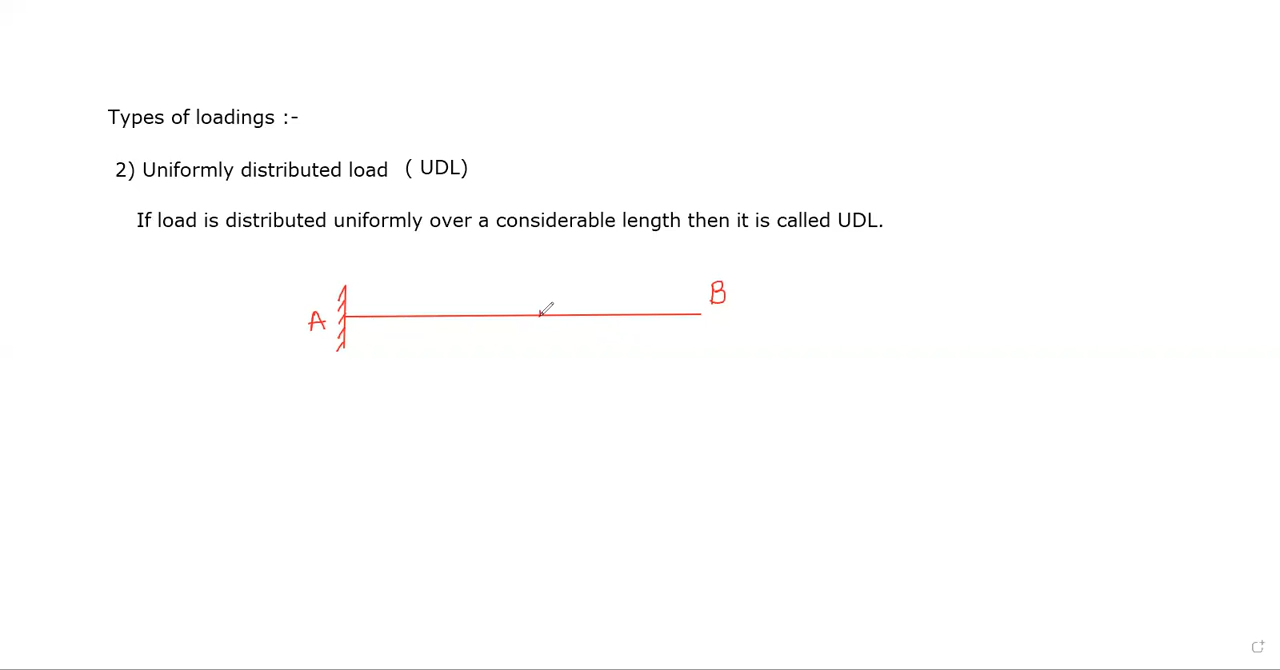 Types of loadings :-
2) Uniformly distributed load ( UDL)
If load is distributed uniformly over a considerable length then it is called UDL.
A
B